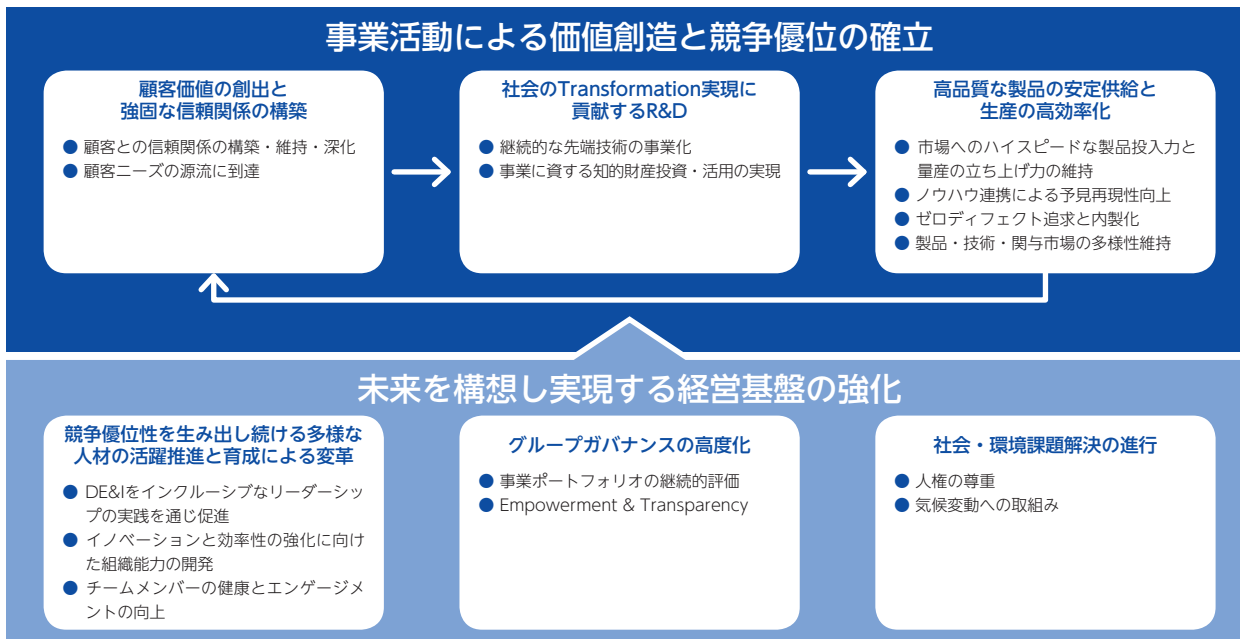 事業活動による価値創造と競争優位の確立
顧客価値の創出と
強固な信頼関係の構築
● 顧客との信頼関係の構築・維持・深化
● 顧客ニーズの源流に到達
社会のTransformation実現に
貢献するR&D
● 継続的な先端技術の事業化
● 事業に資する知的財産投資・活用の実現
高品質な製品の安定供給と
生産の高効率化
● 市場へのハイスピードな製品投入力と
量産の立ち上げ力の維持
● ノウハウ連携による予見再現性向上
● ゼロディフェクト追求と内製化
● 製品・技術・関与市場の多様性維持
未来を構想し実現する経営基盤の強化
競争優位性を生み出し続ける多様な
人材の活躍推進と育成による変革
● DE&Iをインクルーシブなリーダーシッ
プの実践を通じ促進
● イノベーションと効率性の強化に向け
た組織能力の開発
● チームメンバーの健康とエンゲージメ
ントの向上
グループガバナンスの高度化
● 事業ポートフォリオの継続的評価
● Empowerment & Transparency
社会・環境課題解決の進行
● 人権の尊重
● 気候変動への取組み